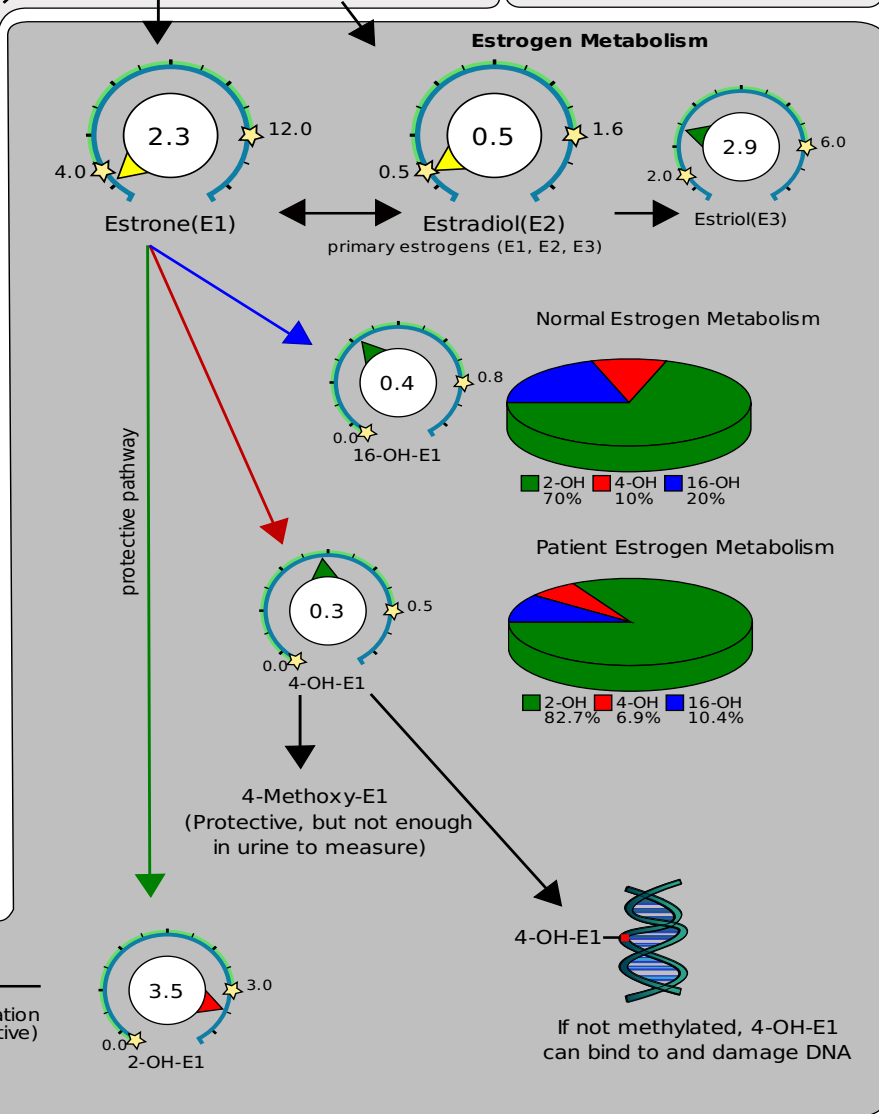 Estrogen Metabolism
2.3
4.0
12.0
Estrone(E1)
0.5
0.5
1.6
Estradiol(E2)
primary estrogens (E1, E2, E3)
2.9
2.0
6.0
Estriol(E3)
protective pathway
0.4
0.0
0.8
16-OH-E1
Normal Estrogen Metabolism
2-OH 4-OH 16-OH
70% 10% 20%
0.3
0.0
0.5
4-OH-E1
Patient Estrogen Metabolism
2-OH 4-OH 16-OH
82.7% 6.9% 10.4%
4-Methoxy-E1
(Protective, but not enough
in urine to measure)
4-OH-E1
If not methylated, 4-OH-E1
can bind to and damage DNA
3.5
0.0
3.0
2-OH-E1
ation
tive)